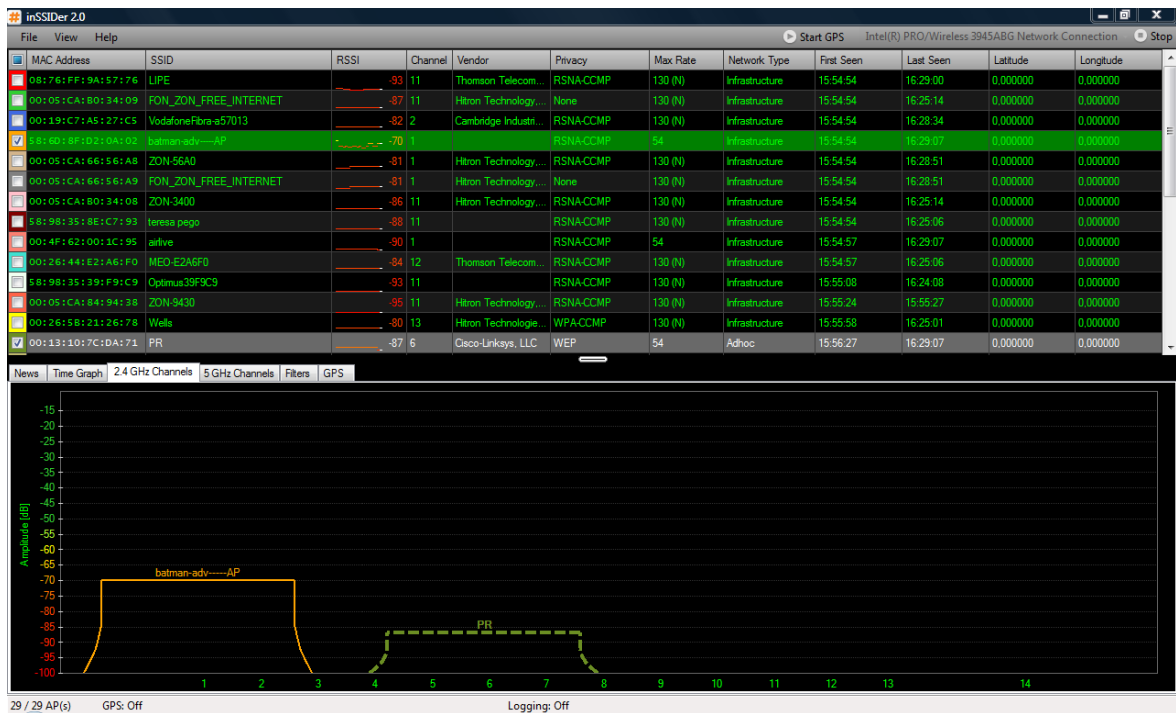 inSSIDer 2.0
File View Help Start GPS Intel(R) PRO/Wireless 3945ABG Network Connection Stop
MAC Address SSID RSSI Channel Vendor Privacy Max Rate Network Type First Seen Last Seen Latitude Longitude
08:76:FF:9A:57:76 LIPE -93 11 Thomson Telecom... RSNA-CCMP 130 (N) Infrastructure 15:54:54 16:29:00 0,000000 0,000000
00:05:CA:B0:34:09 FON_ZON_FREE_INTERNET -87 11 Hitron Technology,... None 130 (N) Infrastructure 15:54:54 16:25:14 0,000000 0,000000
00:19:C7:A5:27:C5 VodafoneFibra-a57013 -82 2 Cambridge Industri... RSNA-CCMP 130 (N) Infrastructure 15:54:54 16:28:34 0,000000 0,000000
58:6D:8F:D2:0A:02 batman-adv-----AP -70 1 RSNA-CCMP 54 Infrastructure 15:54:54 16:29:07 0,000000 0,000000
00:05:CA:66:56:A8 ZON-56A0 -81 1 Hitron Technology,... RSNA-CCMP 130 (N) Infrastructure 15:54:54 16:28:51 0,000000 0,000000
00:05:CA:66:56:A9 FON_ZON_FREE_INTERNET -81 1 Hitron Technology,... None 130 (N) Infrastructure 15:54:54 16:28:51 0,000000 0,000000
00:05:CA:B0:34:08 ZON-3400 -86 11 Hitron Technology,... RSNA-CCMP 130 (N) Infrastructure 15:54:54 16:25:14 0,000000 0,000000
58:98:35:8E:C7:93 teresa pego -88 11 RSNA-CCMP 130 (N) Infrastructure 15:54:54 16:25:06 0,000000 0,000000
00:4F:62:00:1C:95 airlive -90 1 RSNA-CCMP 54 Infrastructure 15:54:57 16:29:07 0,000000 0,000000
00:26:44:E2:A6:F0 MEO-E2A6F0 -84 12 Thomson Telecom... RSNA-CCMP 130 (N) Infrastructure 15:54:57 16:25:06 0,000000 0,000000
58:98:35:39:F9:C9 Optimus39F9C9 -93 11 RSNA-CCMP 130 (N) Infrastructure 15:55:08 16:24:08 0,000000 0,000000
00:05:CA:84:94:38 ZON-9430 -95 11 Hitron Technology,... RSNA-CCMP 130 (N) Infrastructure 15:55:24 15:55:27 0,000000 0,000000
00:26:5B:21:26:78 Wells -80 13 Hitron Technologie... WPA-CCMP 130 (N) Infrastructure 15:55:58 16:25:01 0,000000 0,000000
00:13:10:7C:DA:71 PR -87 6 Cisco-Linksys, LLC WEP 54 Adhoc 15:56:27 16:29:07 0,000000 0,000000
News Time Graph 2.4 GHz Channels 5 GHz Channels Filters GPS
Amplitude [dB]
-15
-20
-25
-30
-35
-40
-45
-50
-55
-60
-65
-70
-75
-80
-85
-90
-95
-100
batman-adv-----AP
PR
1 2 3 4 5 6 7 8 9 10 11 12 13 14
29 / 29 AP(s) GPS: Off Logging: Off